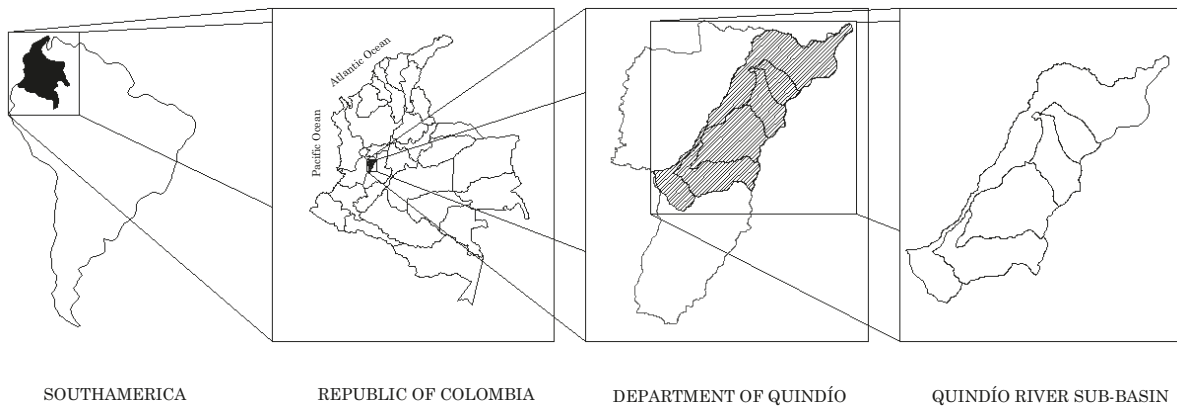 Atlantic Ocean
Pacific Ocean
SOUTHAMERICA
REPUBLIC OF COLOMBIA
DEPARTMENT OF QUINDÍO
QUINDÍO RIVER SUB-BASIN